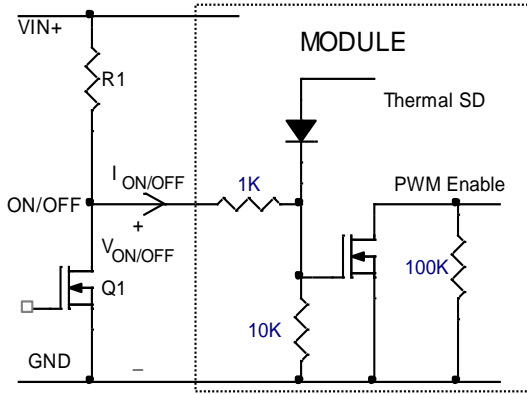 VIN+
MODULE
R1
Thermal SD
I ON/OFF
1K
PWM Enable
ON/OFF
+
V ON/OFF
Q1
100K
10K
GND
_